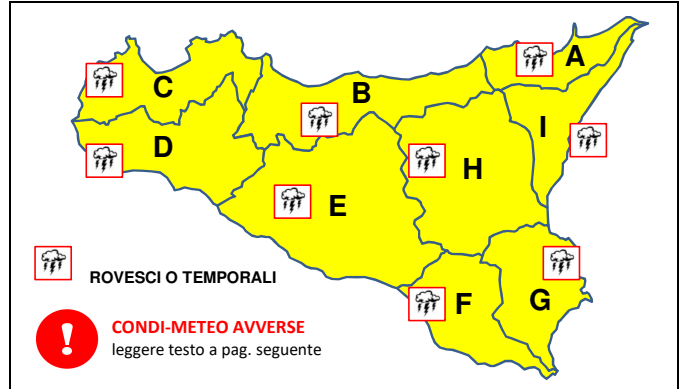 A
C
B
I
D
H
E
F
G
ROVESCI O TEMPORALI
CONDI-METEO AVVERSE
leggere testo a pag. seguente
!